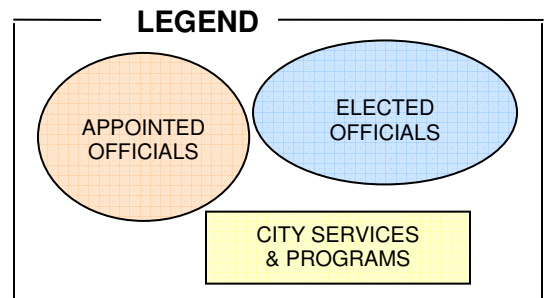 LEGEND
APPOINTED
OFFICIALS
ELECTED
OFFICIALS
CITY SERVICES
& PROGRAMS